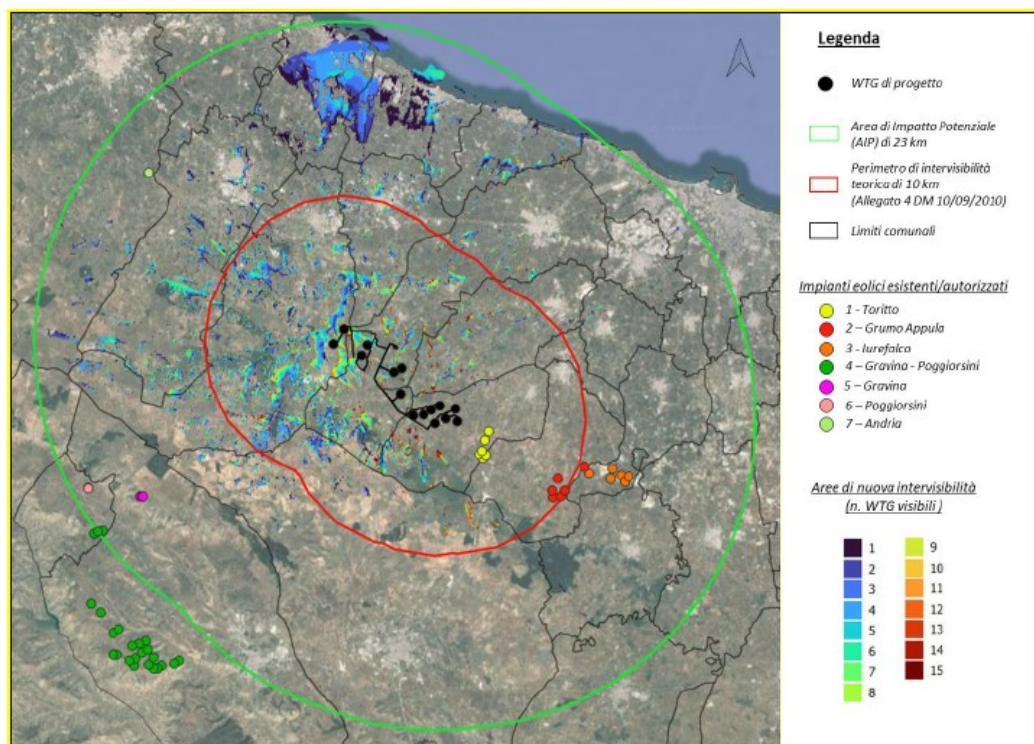 Legenda
WTG di progetto
Area di Impatto Potenziale
(AIP) di 23 km
Perimetro di intervisibilità
teorica di 10 km
(Allegato 4 DM 10/09/2010)
Limiti comunali
Impianti eolici esistenti/autorizzati
1 - Toritto
2 – Grumo Appula
3 - Iurefalco
4 – Gravina - Poggiorsini
5 – Gravina
6 – Poggiorsini
7 – Andria
Aree di nuova intervisibilità
(n. WTG visibili )
1
2
3
4
5
6
7
8
9
10
11
12
13
14
15